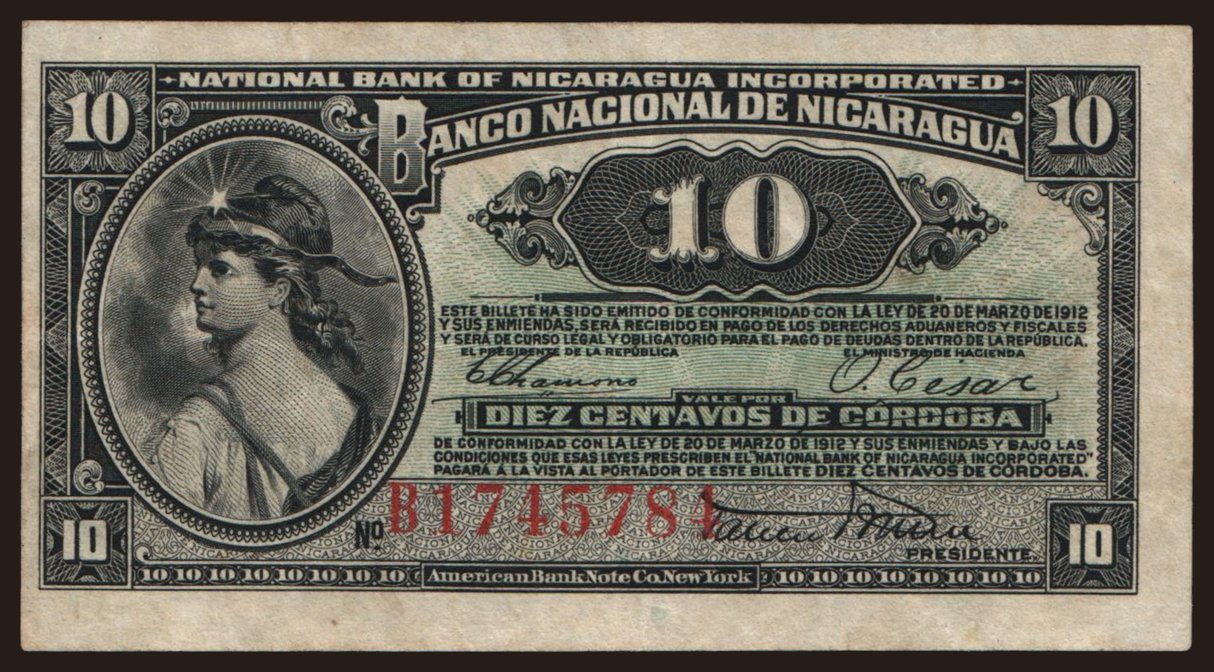 NATIONAL BANK OF NICARAGUA INCORPORATED
10 10
BANCO NACIONAL DE NICARAGUA
10
ESTE BILLETE HA SIDO EMITIDO DE CONFORMIDAD CON LA LEY DE 20 DE MARZO DE 1912
Y SUS ENMIENDAS, SERÁ RECIBIDO EN PAGO DE LOS DERECHOS ADUANEROS Y FISCALES
Y SERÁ DE CURSO LEGAL Y OBLIGATORIO PARA EL PAGO DE DEUDAS DENTRO DE LA REPÚBLICA.
EL PRESIDENTE DE LA REPÚBLICA EL MINISTRO DE HACIENDA
O. César
VALE POR
DIEZ CENTAVOS DE CÓRDOBA
DE CONFORMIDAD CON LA LEY DE 20 DE MARZO DE 1912 Y SUS ENMIENDAS Y BAJO LAS
CONDICIONES QUE ESAS LEYES PRESCRIBEN EL "NATIONAL BANK OF NICARAGUA INCORPORATED"
PAGARÁ Á LA VISTA AL PORTADOR DE ESTE BILLETE DIEZ CENTAVOS DE CÓRDOBA.
No. B1745784
PRESIDENTE.
10 10
10 10 10 10 10 10 10 10 American Bank Note Co. New York 10 10 10 10 10 10 10 10